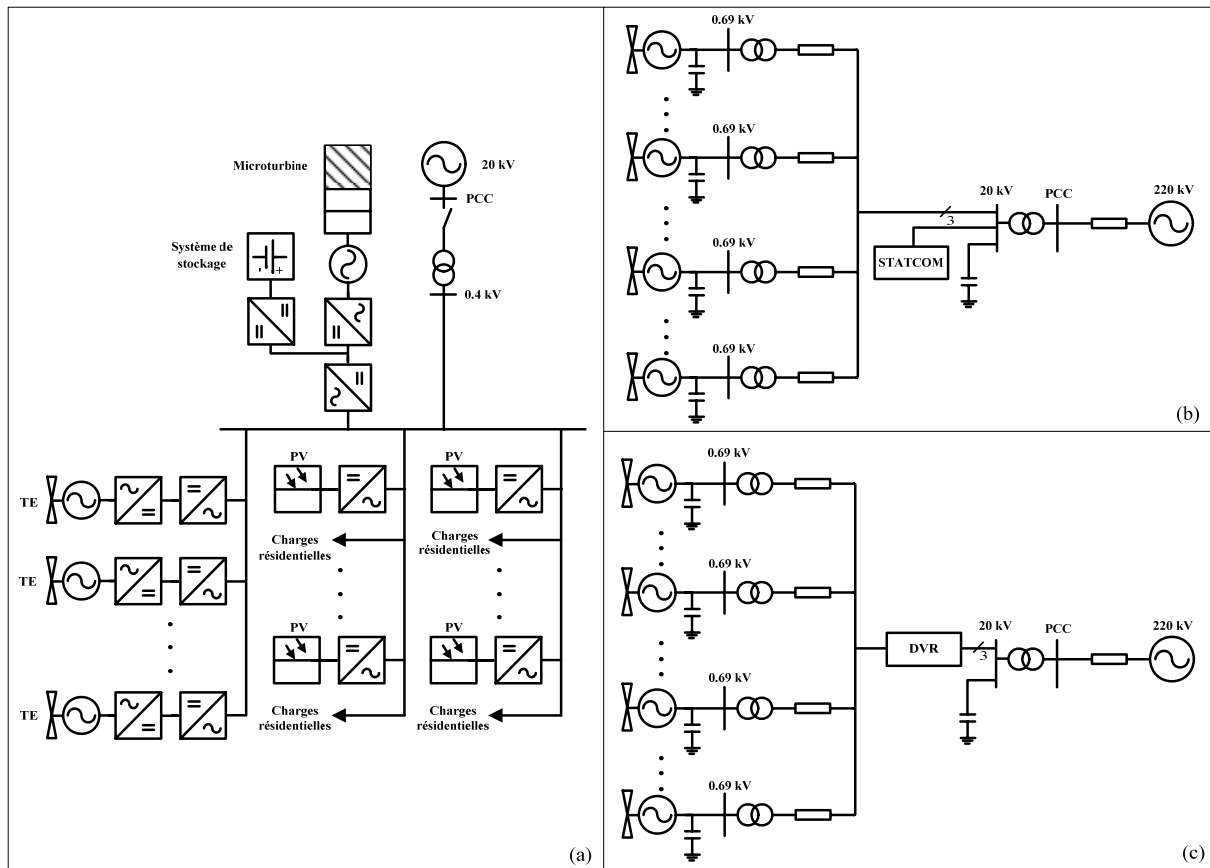 Microturbine
20 kV
PCC
Système de
stockage
- +
0.4 kV
TE
PV
PV
Charges
résidentielles
Charges
résidentielles
TE
PV
PV
TE
Charges
résidentielles
Charges
résidentielles
(a)
0.69 kV
0.69 kV
0.69 kV
0.69 kV
3
STATCOM
20 kV
PCC
220 kV
(b)
0.69 kV
0.69 kV
0.69 kV
0.69 kV
DVR
3
20 kV
PCC
220 kV
(c)